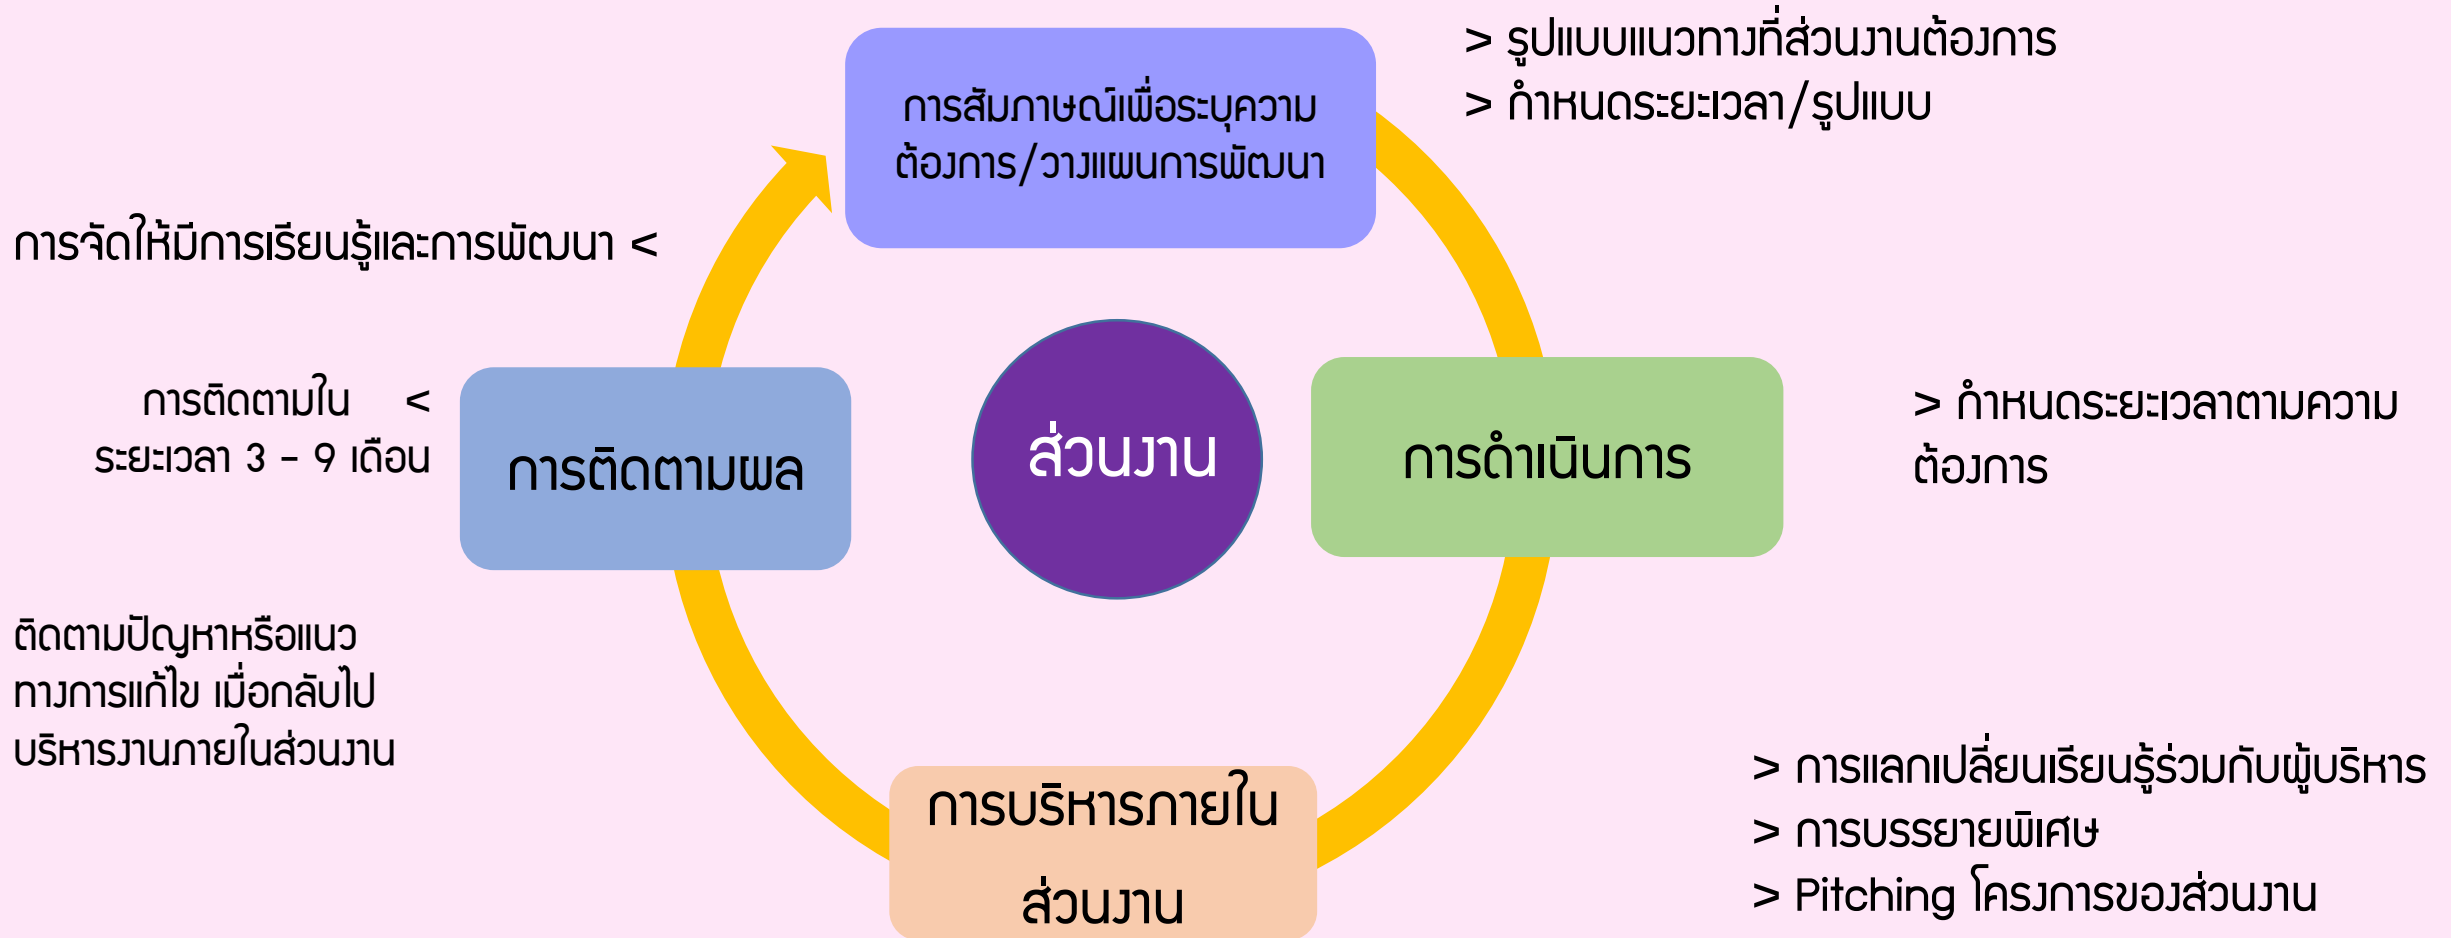 การสัมภาษณ์เพื่อระบุความ
ต้องการ/วางแผนการพัฒนา
> รูปแบบแนวทางที่ส่วนงานต้องการ
> กำหนดระยะเวลา/รูปแบบ
การจัดให้มีการเรียนรู้และการพัฒนา <
การติดตามใน <
ระยะเวลา 3 - 9 เดือน
การติดตามผล
ส่วนงาน
การดำเนินการ
> กำหนดระยะเวลาตามความ
ต้องการ
ติดตามปัญหาหรือแนว
ทางการแก้ไข เมื่อกลับไป
บริหารงานภายในส่วนงาน
การบริหารภายใน
ส่วนงาน
> การแลกเปลี่ยนเรียนรู้ร่วมกับผู้บริหาร
> การบรรยายพิเศษ
> Pitching โครงการของส่วนงาน